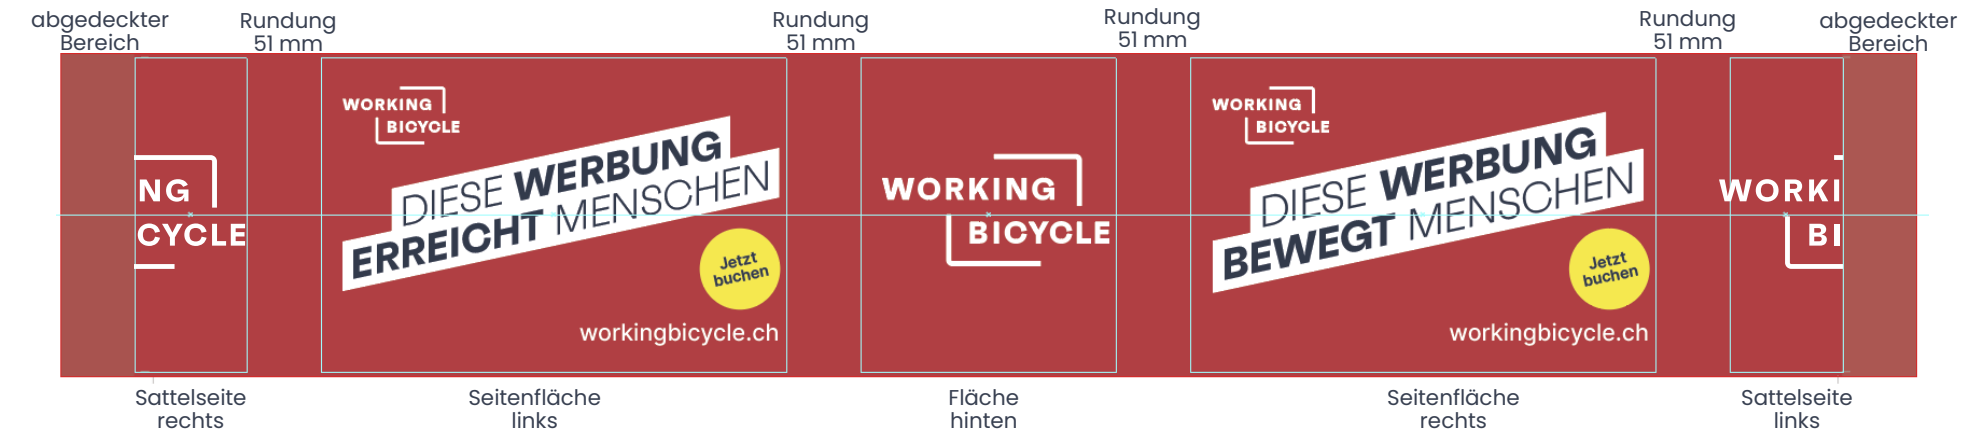 abgedeckter
Bereich
Rundung
51 mm
Rundung
51 mm
Rundung
51 mm
Rundung
51 mm
abgedeckter
Bereich
NG
CYCLE
WORKING
BICYCLE
DIESE WERBUNG
ERREICHT MENSCHEN
Jetzt
buchen
workingbicycle.ch
WORKING
BICYCLE
WORKING
BICYCLE
DIESE WERBUNG
BEWEGT MENSCHEN
Jetzt
buchen
workingbicycle.ch
WORKI
BI
Sattelseite
rechts
Seitenfläche
links
Fläche
hinten
Seitenfläche
rechts
Sattelseite
links